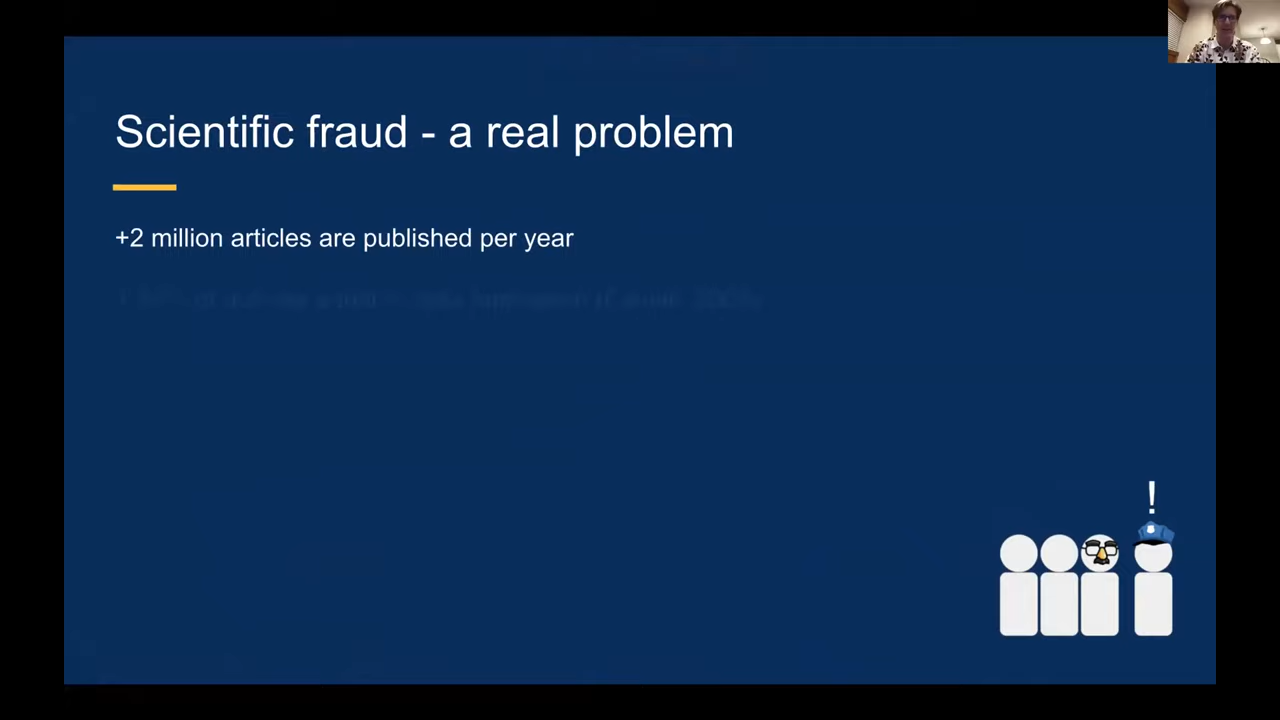 Scientific fraud - a real problem
+2 million articles are published per year
!